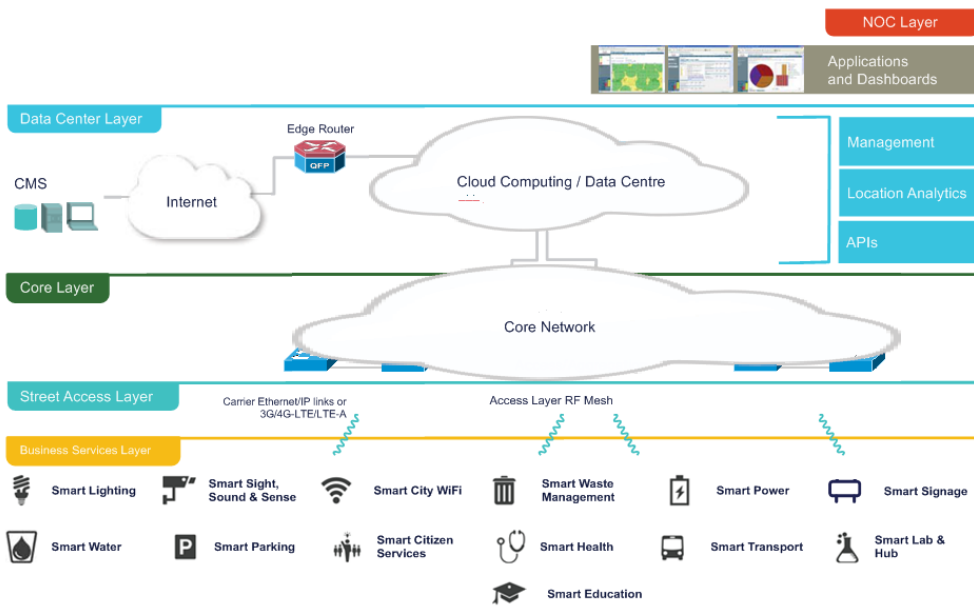 NOC Layer
Applications
and Dashboards
Data Center Layer
Edge Router
QFP
Management
CMS
Internet
Cloud Computing / Data Centre
Location Analytics
APIs
Core Layer
Core Network
Street Access Layer
Carrier Ethernet/IP links or
3G/4G-LTE/LTE-A
Access Layer RF Mesh
Business Services Layer
Smart Lighting
Smart Sight,
Sound & Sense
Smart City WiFi
Smart Waste
Management
Smart Power
Smart Signage
Smart Water
P
Smart Parking
Smart Citizen
Services
Smart Health
Smart Transport
Smart Lab &
Hub
Smart Education